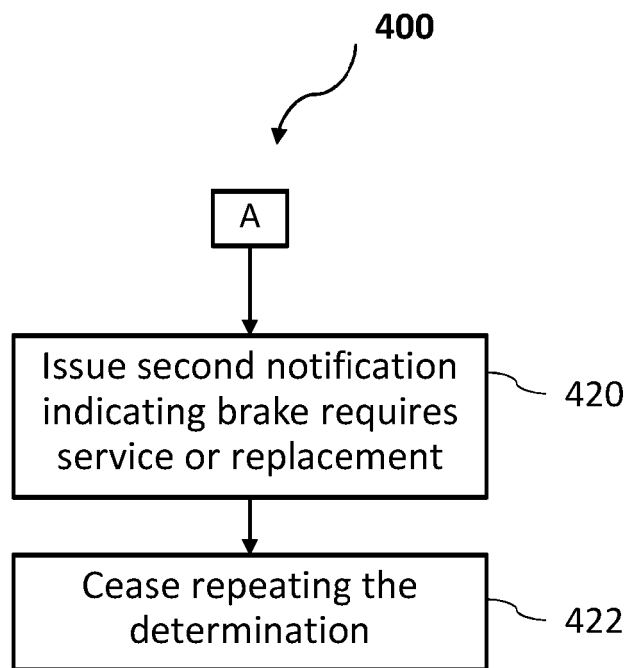 400
A
Issue second notification
indicating brake requires
service or replacement
420
Cease repeating the
determination
422